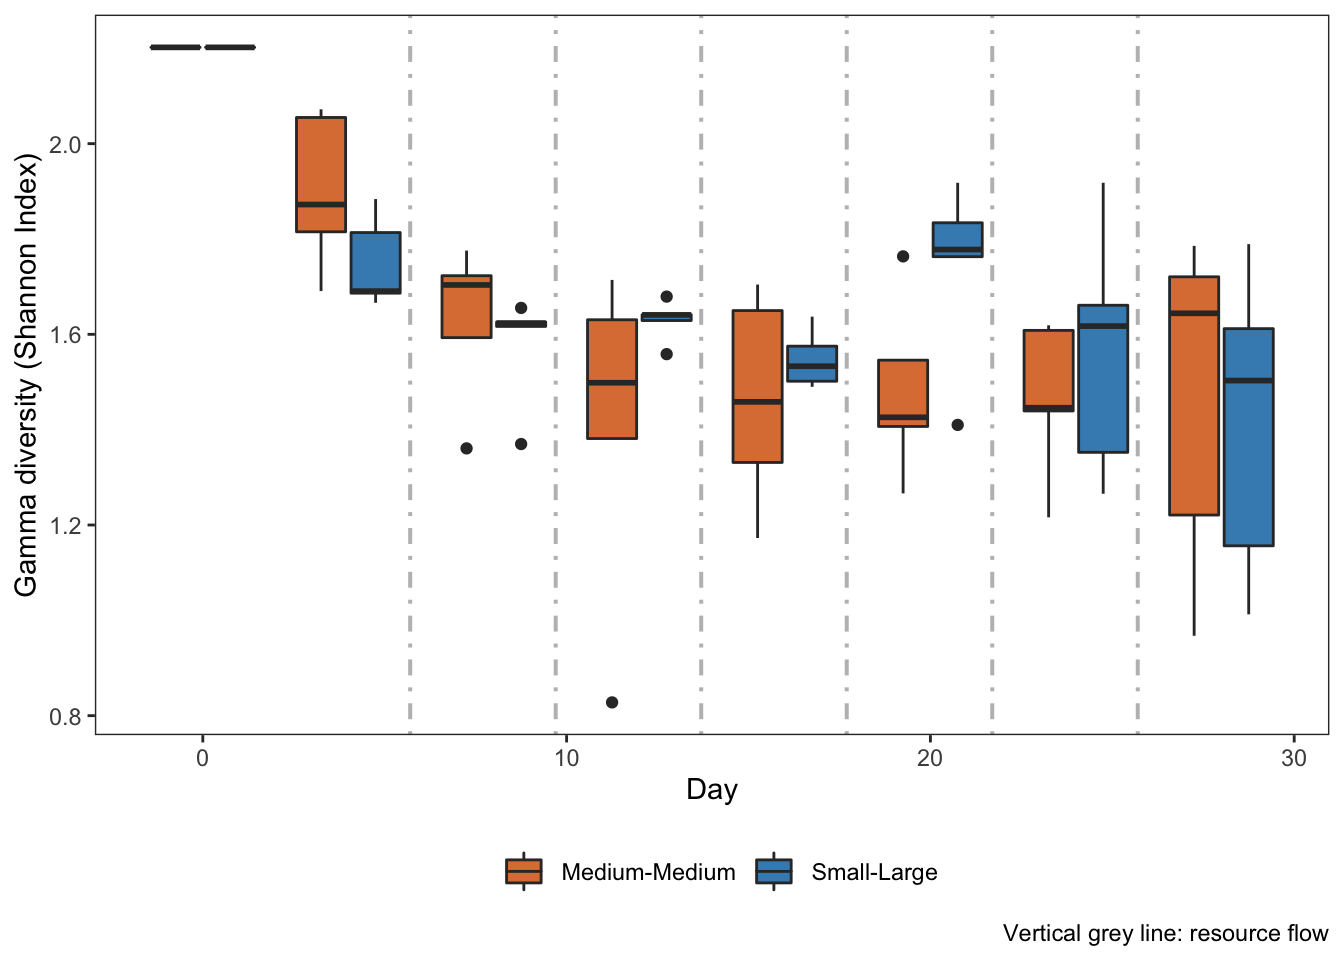 Gamma diversity (Shannon Index)
2.0
1.6
1.2
0.8
0 10 20 30
Day
Medium-Medium Small-Large
Vertical grey line: resource flow